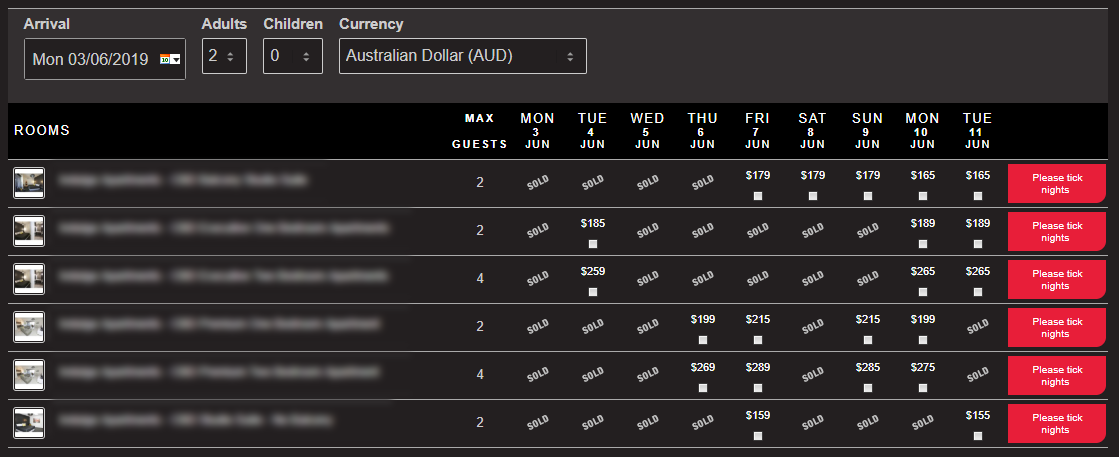 Arrival Adults Children Currency
Mon 03/06/2019 10 2 0 Australian Dollar (AUD)
MAX MON TUE WED THU FRI SAT SUN MON TUE
ROOMS 3 4 5 6 7 8 9 10 11
GUESTS JUN JUN JUN JUN JUN JUN JUN JUN JUN
2 SOLD SOLD SOLD SOLD $179 $179 $179 $165 $165 Please tick
nights
2 SOLD $185 SOLD SOLD SOLD SOLD SOLD $189 $189 Please tick
nights
4 SOLD $259 SOLD SOLD SOLD SOLD SOLD $265 $265 Please tick
nights
2 SOLD SOLD SOLD $199 $215 SOLD $215 $199 SOLD Please tick
nights
4 SOLD SOLD SOLD $269 $289 SOLD $285 $275 SOLD Please tick
nights
2 SOLD SOLD SOLD SOLD $159 SOLD SOLD SOLD $155 Please tick
nights